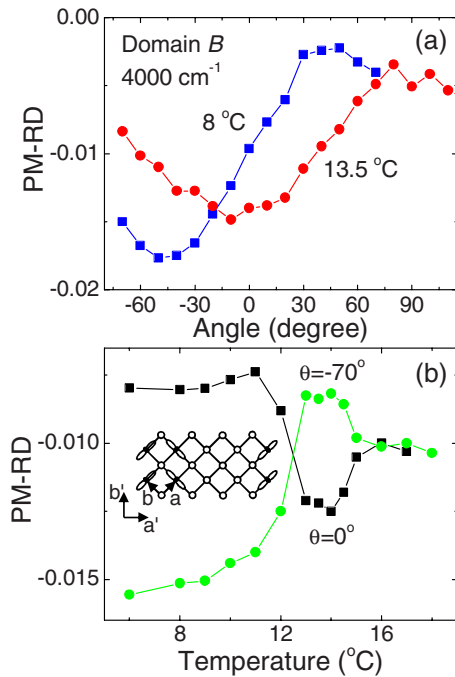 0.00
Domain B
4000 cm⁻¹
(a)
8 °C
PM-RD
-0.01
13.5 °C
-0.02
-60 -30 0 30 60 90
Angle (degree)
(b)
θ=-70°
PM-RD
-0.010
b' b a
a'
θ=0°
-0.015
8 10 12 14 16 18
Temperature (°C)